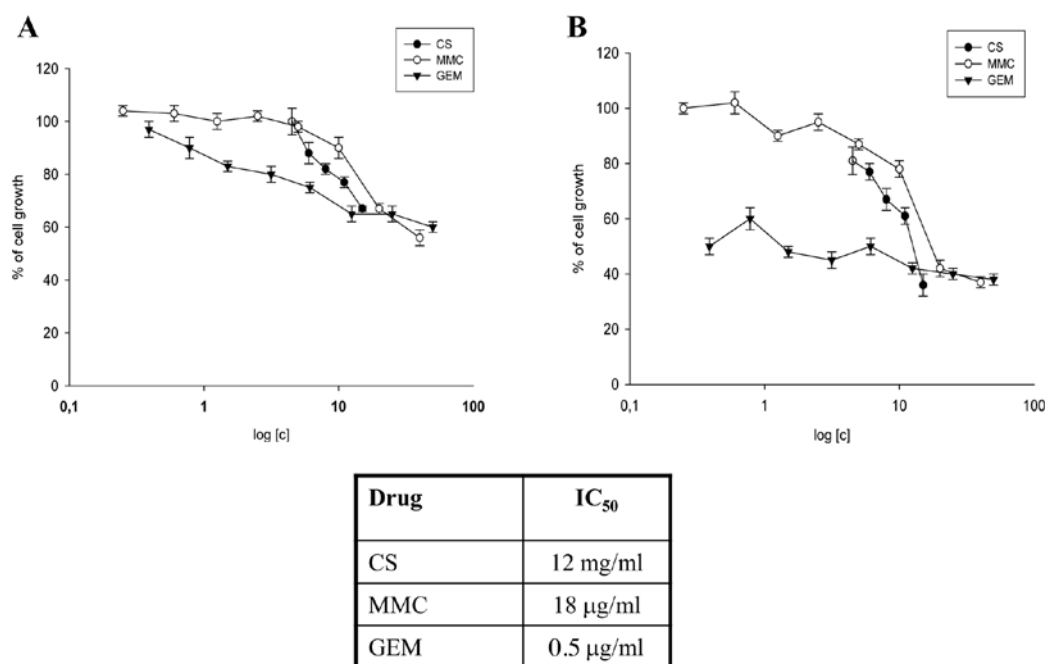 A
CS
MMC
GEM
120
100
80
60
40
20
0
% of cell growth
0,1
1
10
100
log [c]
B
CS
MMC
GEM
120
100
80
60
40
20
0
% of cell growth
0,1
1
10
100
log [c]
Drug IC50
CS 12 mg/ml
MMC 18 μg/ml
GEM 0.5 μg/ml